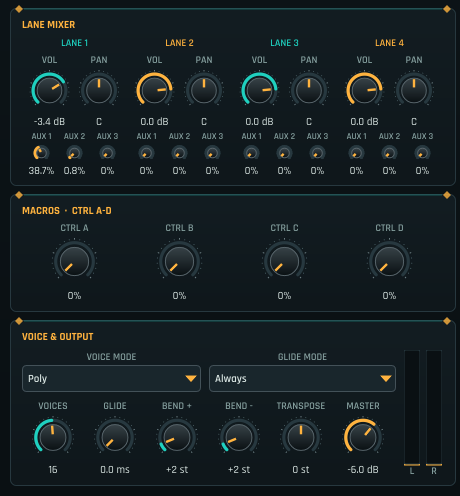 LANE MIXER
LANE 1 LANE 2 LANE 3 LANE 4
VOL PAN VOL PAN VOL PAN VOL PAN
-3.4 dB C 0.0 dB C 0.0 dB C 0.0 dB C
AUX 1 AUX 2 AUX 3 AUX 1 AUX 2 AUX 3 AUX 1 AUX 2 AUX 3 AUX 1 AUX 2 AUX 3
38.7% 0.8% 0% 0% 0% 0% 0% 0% 0% 0% 0% 0%
MACROS · CTRL A-D
CTRL A CTRL B CTRL C CTRL D
0% 0% 0% 0%
VOICE & OUTPUT
VOICE MODE GLIDE MODE
Poly Always
VOICES GLIDE BEND + BEND - TRANSPOSE MASTER
16 0.0 ms +2 st +2 st 0 st -6.0 dB L R